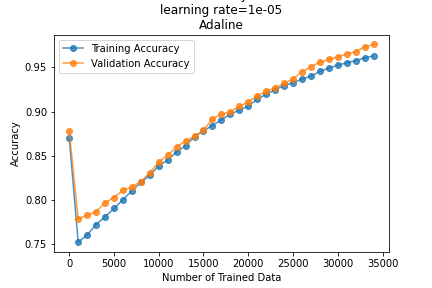 learning rate=1e-05
Adaline
Training Accuracy
Validation Accuracy
Accuracy
0.95
0.90
0.85
0.80
0.75
0 5000 10000 15000 20000 25000 30000 35000
Number of Trained Data